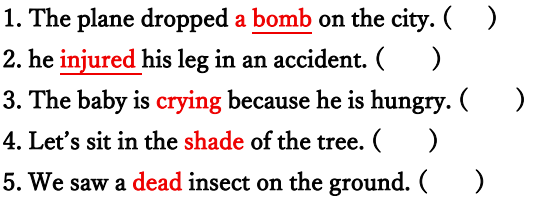 1. The plane dropped a bomb on the city. (     )
2. he injured his leg in an accident. (     )
3. The baby is crying because he is hungry. (     )
4. Let’s sit in the shade of the tree. (     )
5. We saw a dead insect on the ground. (     )